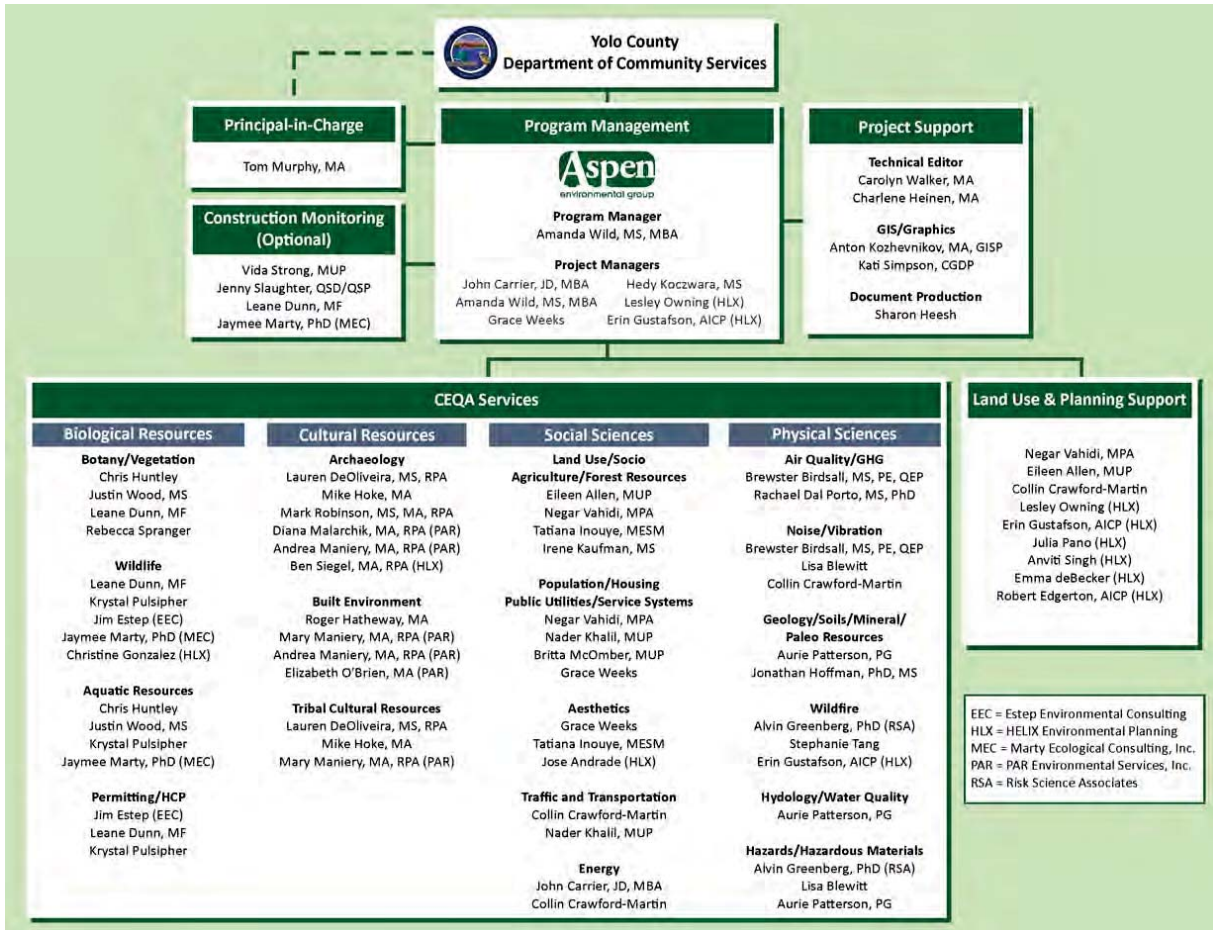 Yolo County
Department of Community Services
Principal-in-Charge
Tom Murphy, MA
Construction Monitoring
(Optional)
Vida Strong, MUP
Jenny Slaughter, QSD/QSP
Leane Dunn, MF
Jaymee Marty, PhD (MEC)
Program Management
Aspen
environmental group
Program Manager
Amanda Wild, MS, MBA
Project Managers
John Carrier, JD, MBA
Amanda Wild, MS, MBA
Grace Weeks
Hedy Koczwara, MS
Lesley Owning (HLX)
Erin Gustafson, AICP (HLX)
Project Support
Technical Editor
Carolyn Walker, MA
Charlene Heinen, MA
GIS/Graphics
Anton Kozhevnikov, MA, GISP
Kati Simpson, CGDP
Document Production
Sharon Heesh
CEQA Services
Biological Resources
Botany/Vegetation
Chris Huntley
Justin Wood, MS
Leane Dunn, MF
Rebecca Spranger
Wildlife
Leane Dunn, MF
Krystal Pulsipher
Jim Estep (EEC)
Jaymee Marty, PhD (MEC)
Christine Gonzalez (HLX)
Aquatic Resources
Chris Huntley
Justin Wood, MS
Krystal Pulsipher
Jaymee Marty, PhD (MEC)
Permitting/HCP
Jim Estep (EEC)
Leane Dunn, MF
Krystal Pulsipher
Cultural Resources
Archaeology
Lauren DeOliveira, MS, RPA
Mike Hoke, MA
Mark Robinson, MS, MA, RPA
Diana Malarchik, MA, RPA (PAR)
Andrea Maniery, MA, RPA (PAR)
Ben Siegel, MA, RPA (HLX)
Built Environment
Roger Hatheway, MA
Mary Maniery, MA, RPA (PAR)
Andrea Maniery, MA, RPA (PAR)
Elizabeth O'Brien, MA (PAR)
Tribal Cultural Resources
Lauren DeOliveira, MS, RPA
Mike Hoke, MA
Mary Maniery, MA, RPA (PAR)
Social Sciences
Land Use/Socio
Agriculture/Forest Resources
Eileen Allen, MUP
Negar Vahidi, MPA
Tatiana Inouye, MESM
Irene Kaufman, MS
Population/Housing
Public Utilities/Service Systems
Negar Vahidi, MPA
Nader Khalil, MUP
Britta McOmber, MUP
Grace Weeks
Aesthetics
Grace Weeks
Tatiana Inouye, MESM
Jose Andrade (HLX)
Traffic and Transportation
Collin Crawford-Martin
Nader Khalil, MUP
Energy
John Carrier, JD, MBA
Collin Crawford-Martin
Physical Sciences
Air Quality/GHG
Brewster Birdsall, MS, PE, QEP
Rachael Dal Porto, MS, PhD
Noise/Vibration
Brewster Birdsall, MS, PE, QEP
Lisa Blewitt
Collin Crawford-Martin
Geology/Soils/Mineral/
Paleo Resources
Aurie Patterson, PG
Jonathan Hoffman, PhD, MS
Wildfire
Alvin Greenberg, PhD (RSA)
Stephanie Tang
Erin Gustafson, AICP (HLX)
Hydology/Water Quality
Aurie Patterson, PG
Hazards/Hazardous Materials
Alvin Greenberg, PhD (RSA)
Lisa Blewitt
Aurie Patterson, PG
Land Use & Planning Support
Negar Vahidi, MPA
Eileen Allen, MUP
Collin Crawford-Martin
Lesley Owning (HLX)
Erin Gustafson, AICP (HLX)
Julia Pano (HLX)
Anviti Singh (HLX)
Emma deBecker (HLX)
Robert Edgerton, AICP (HLX)
EEC = Estep Environmental Consulting
HLX = HELIX Environmental Planning
MEC = Marty Ecological Consulting, Inc.
PAR = PAR Environmental Services, Inc.
RSA = Risk Science Associates